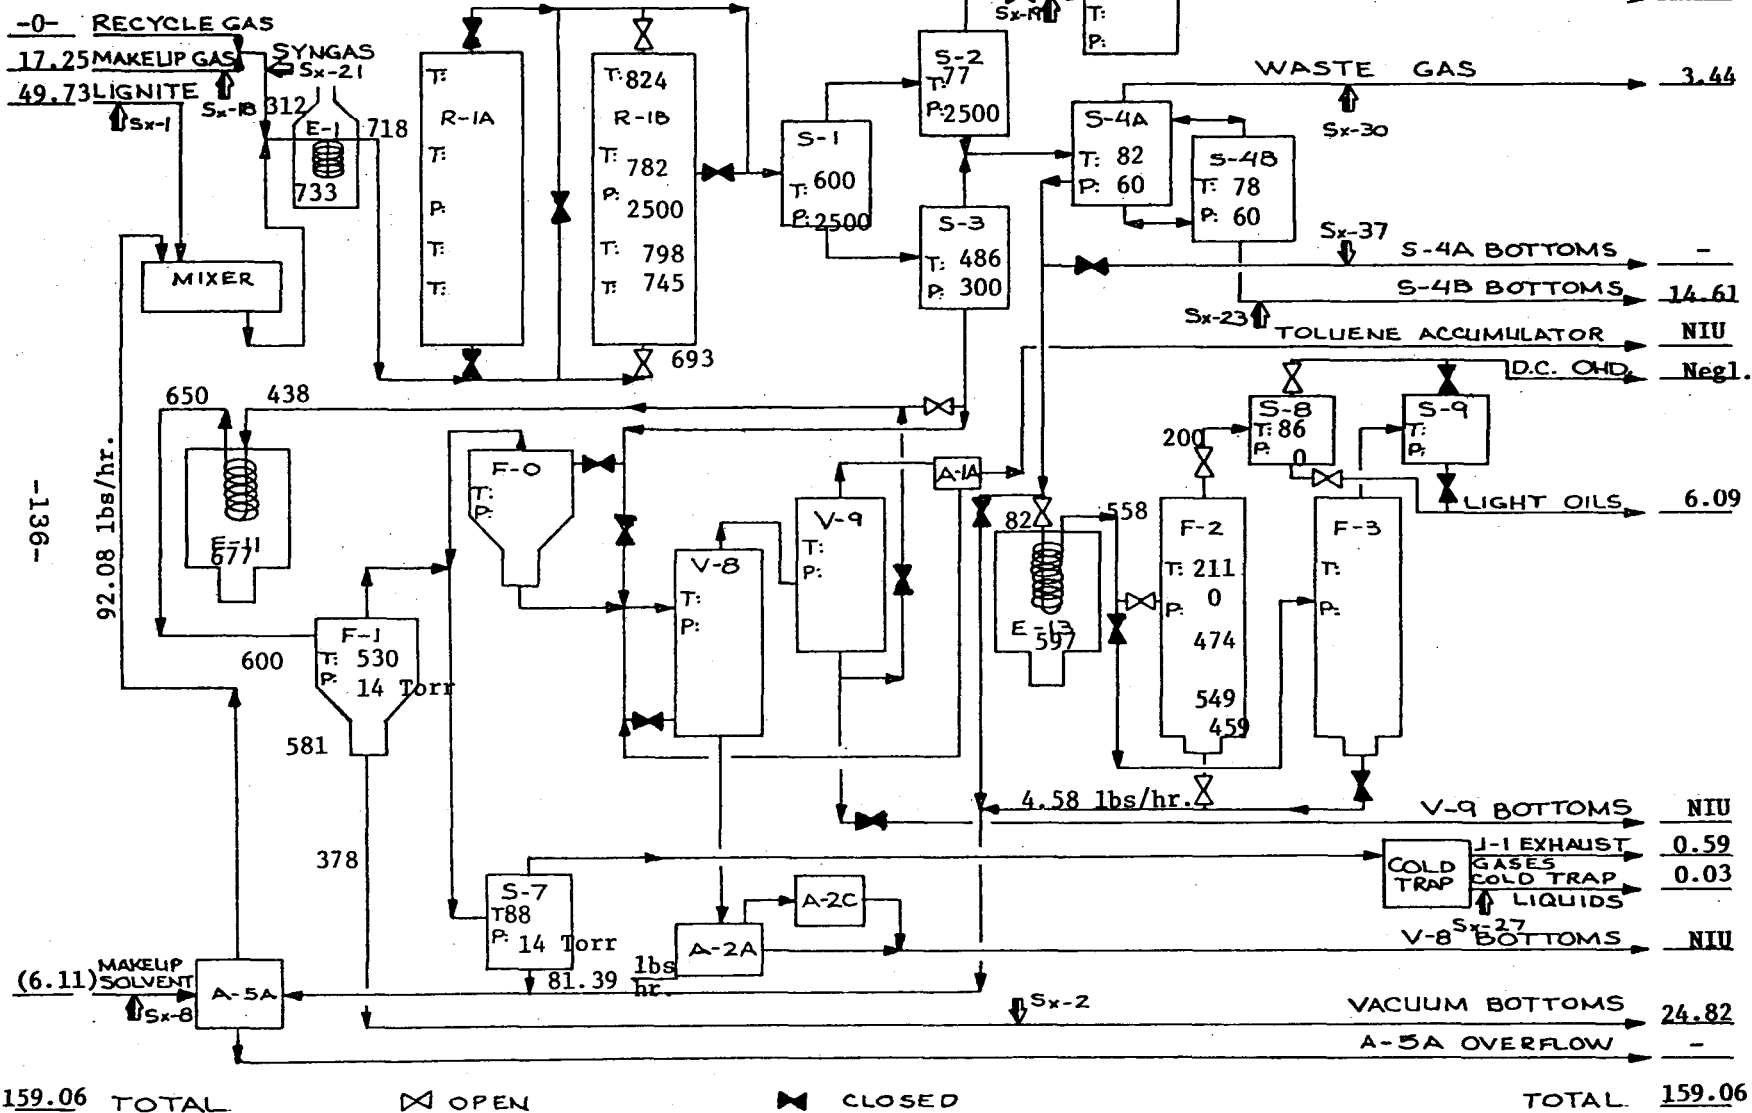 -0- RECYCLE GAS
17.25 MAKEUP GAS
49.73 LIGNITE
Sx-1
Sx-18
SYNGAS
Sx-21
312
E-1
718
733
MIXER
92.08 lbs/hr.
-136-
T:
R-1A
T:
P:
T:
T:
T: 824
R-1B
T: 782
P: 2500
T: 798
T: 745
693
S-1
T: 600
P: 2500
S-2
T: 77
P: 2500
S-3
T: 486
P: 300
Sx-19
T:
P:
S-4A
T: 82
P: 60
S-4B
T: 78
P: 60
WASTE GAS 3.44
Sx-30
Sx-37
S-4A BOTTOMS -
S-4B BOTTOMS 14.61
Sx-23
TOLUENE ACCUMULATOR NIU
D.C. OHD. Negl.
S-8
T: 86
P: 0
S-9
T:
P:
LIGHT OILS 6.09
650
438
E-11
677
F-0
T:
P:
F-1
T: 530
P: 14 Torr
600
581
378
V-8
T:
P:
V-9
T:
P:
A-1A
82
558
E-13
597
200
F-2
T: 211
P: 0
474
549
459
F-3
T:
P:
4.58 lbs/hr.
V-9 BOTTOMS NIU
J-1 EXHAUST GASES 0.59
COLD TRAP
COLD TRAP LIQUIDS 0.03
Sx-27
V-8 BOTTOMS NIU
S-7
T 88
P: 14 Torr
81.39 lbs hr.
A-2A
A-2C
(6.11) MAKEUP SOLVENT
Sx-8
A-5A
Sx-2
VACUUM BOTTOMS 24.82
A-5A OVERFLOW -
159.06 TOTAL OPEN CLOSED TOTAL 159.06